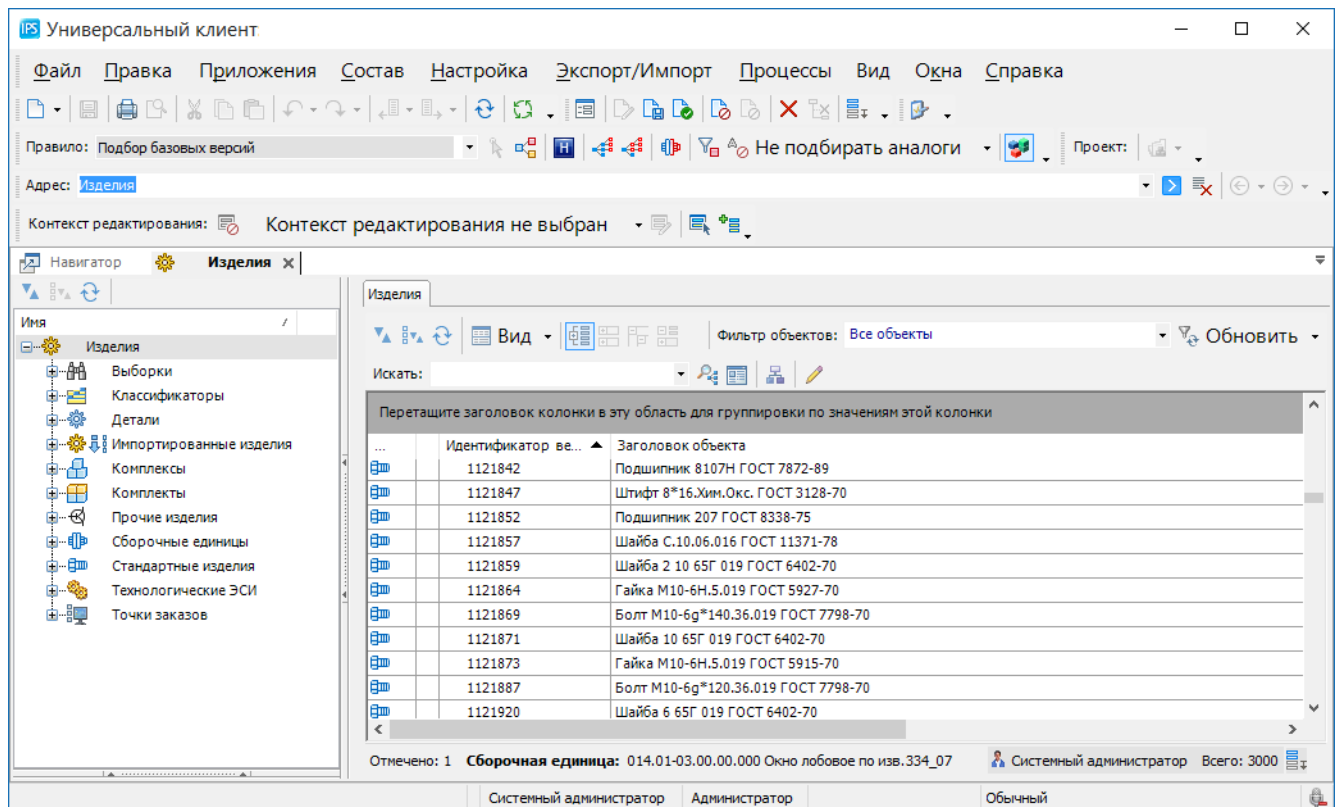 IPS Универсальный клиент
Файл Правка Приложения Состав Настройка Экспорт/Импорт Процессы Вид Окна Справка
Правило: Подбор базовых версий H Не подбирать аналоги Проект:
Адрес: Изделия
Контекст редактирования: Контекст редактирования не выбран
Навигатор Изделия
Имя
Изделия
Выборки
Классификаторы
Детали
Импортированные изделия
Комплексы
Комплекты
Прочие изделия
Сборочные единицы
Стандартные изделия
Технологические ЭСИ
Точки заказов
Изделия
Вид Фильтр объектов: Все объекты Обновить
Искать:
Перетащите заголовок колонки в эту область для группировки по значениям этой колонки
... Идентификатор ве... Заголовок объекта
1121842 Подшипник 8107Н ГОСТ 7872-89
1121847 Штифт 8*16.Хим.Окс. ГОСТ 3128-70
1121852 Подшипник 207 ГОСТ 8338-75
1121857 Шайба С.10.06.016 ГОСТ 11371-78
1121859 Шайба 2 10 65Г 019 ГОСТ 6402-70
1121864 Гайка М10-6Н.5.019 ГОСТ 5927-70
1121869 Болт М10-6g*140.36.019 ГОСТ 7798-70
1121871 Шайба 10 65Г 019 ГОСТ 6402-70
1121873 Гайка М10-6Н.5.019 ГОСТ 5915-70
1121887 Болт М10-6g*120.36.019 ГОСТ 7798-70
1121920 Шайба 6 65Г 019 ГОСТ 6402-70
Отмечено: 1 Сборочная единица: 014.01-03.00.00.000 Окно лобовое по изв.334_07 Системный администратор Всего: 3000
Системный администратор Администратор Обычный